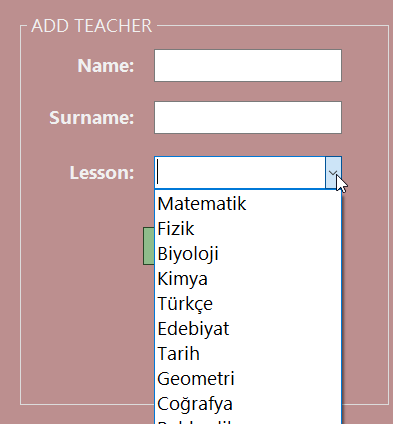 ADD TEACHER
Name:
Surname:
Lesson:
Matematik
Fizik
Biyoloji
Kimya
Türkçe
Edebiyat
Tarih
Geometri
Coğrafya